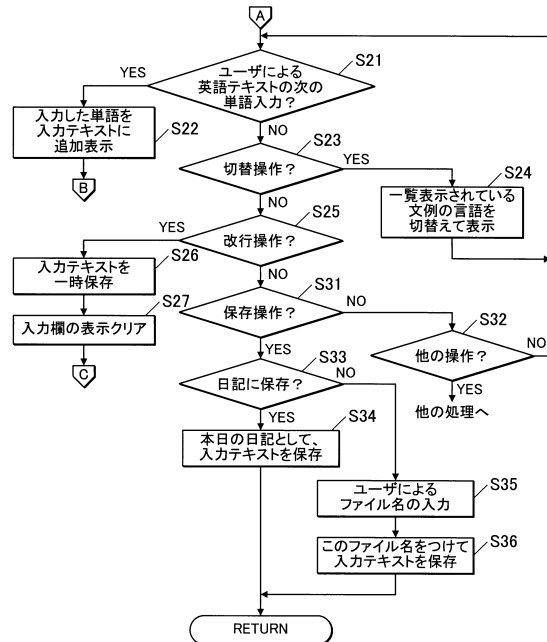 A
S21
YES
ユーザによる
英語テキストの次の
単語入力？
NO
入力した単語を
入力テキストに
追加表示
S22
B
S23
切替操作？
YES
NO
S24
一覧表示されている
文例の言語を
切替えて表示
S25
YES
改行操作？
NO
入力テキストを
一時保存
S26
S27
入力欄の表示クリア
C
S31
保存操作？
NO
YES
S32
他の操作？
NO
YES
他の処理へ
S33
日記に保存？
NO
YES
S34
本日の日記として、
入力テキストを保存
ユーザによる
ファイル名の入力
S35
このファイル名をつけて
入力テキストを保存
S36
RETURN